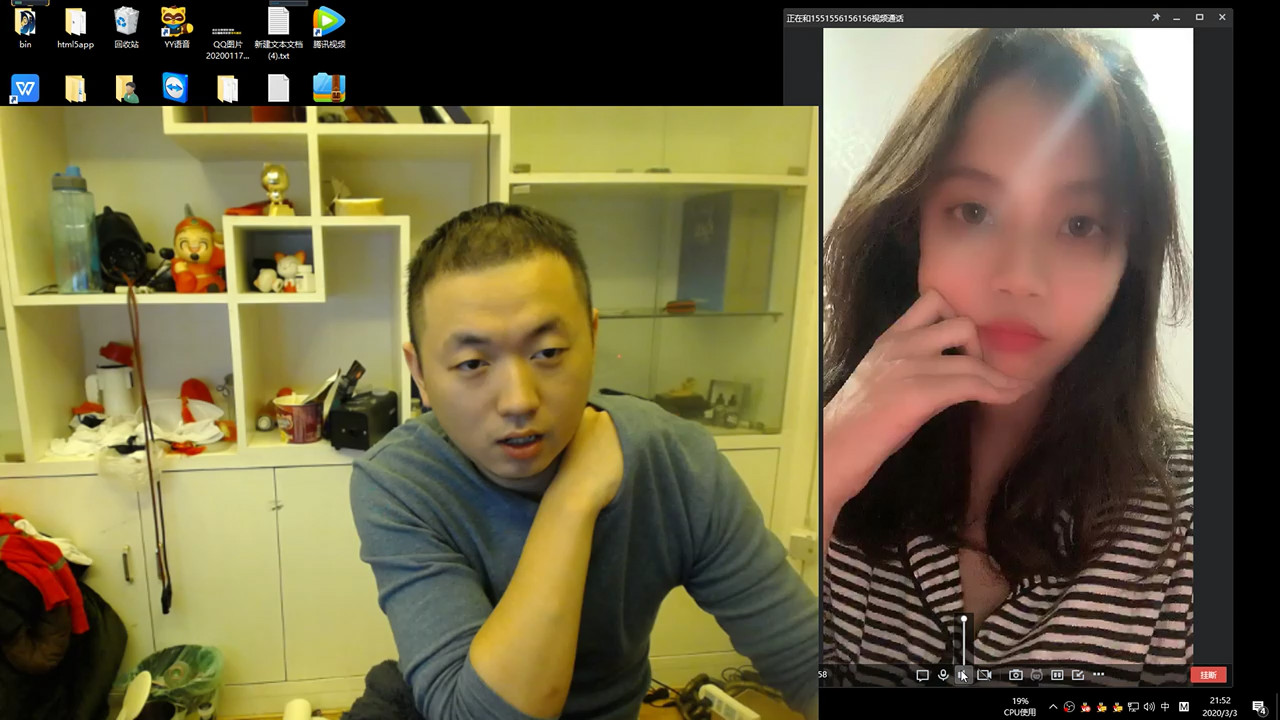 正在和1551556156156视频通话
bin
html5app
回收站
YY语音
QQ图片
20200117...
新建文本文档
(4).txt
腾讯视频
58
挂断
19%
CPU使用
中
M
21:52
2020/3/3
4